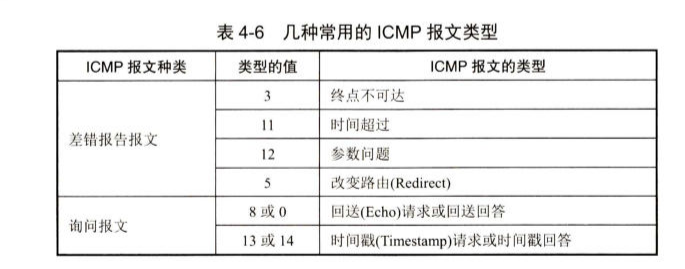 表 4-6 几种常用的 ICMP 报文类型
ICMP 报文种类 类型的值 ICMP 报文的类型
差错报告报文 3 终点不可达
11 时间超过
12 参数问题
5 改变路由(Redirect)
询问报文 8 或 0 回送(Echo)请求或回送回答
13 或 14 时间戳(Timestamp)请求或时间戳回答